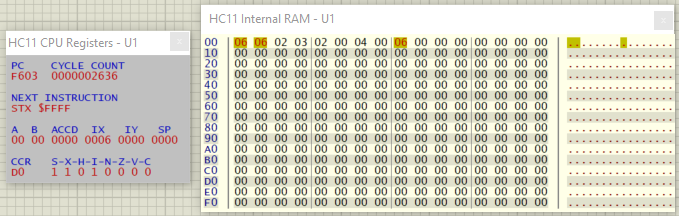 HC11 CPU Registers - U1
PC CYCLE COUNT
F603 0000002636
NEXT INSTRUCTION
STX $FFFF
A B ACCD IX IY SP
00 00 0000 0006 0000 0000
CCR S-X-H-I-N-Z-V-C
D0 1 1 0 1 0 0 0 0
HC11 Internal RAM - U1
00 06 06 02 03 02 00 04 00 06 00 00 00 00 00 00 00 ................
10 00 00 00 00 00 00 00 00 00 00 00 00 00 00 00 00 ................
20 00 00 00 00 00 00 00 00 00 00 00 00 00 00 00 00 ................
30 00 00 00 00 00 00 00 00 00 00 00 00 00 00 00 00 ................
40 00 00 00 00 00 00 00 00 00 00 00 00 00 00 00 00 ................
50 00 00 00 00 00 00 00 00 00 00 00 00 00 00 00 00 ................
60 00 00 00 00 00 00 00 00 00 00 00 00 00 00 00 00 ................
70 00 00 00 00 00 00 00 00 00 00 00 00 00 00 00 00 ................
80 00 00 00 00 00 00 00 00 00 00 00 00 00 00 00 00 ................
90 00 00 00 00 00 00 00 00 00 00 00 00 00 00 00 00 ................
A0 00 00 00 00 00 00 00 00 00 00 00 00 00 00 00 00 ................
B0 00 00 00 00 00 00 00 00 00 00 00 00 00 00 00 00 ................
C0 00 00 00 00 00 00 00 00 00 00 00 00 00 00 00 00 ................
D0 00 00 00 00 00 00 00 00 00 00 00 00 00 00 00 00 ................
E0 00 00 00 00 00 00 00 00 00 00 00 00 00 00 00 00 ................
F0 00 00 00 00 00 00 00 00 00 00 00 00 00 00 00 00 ................